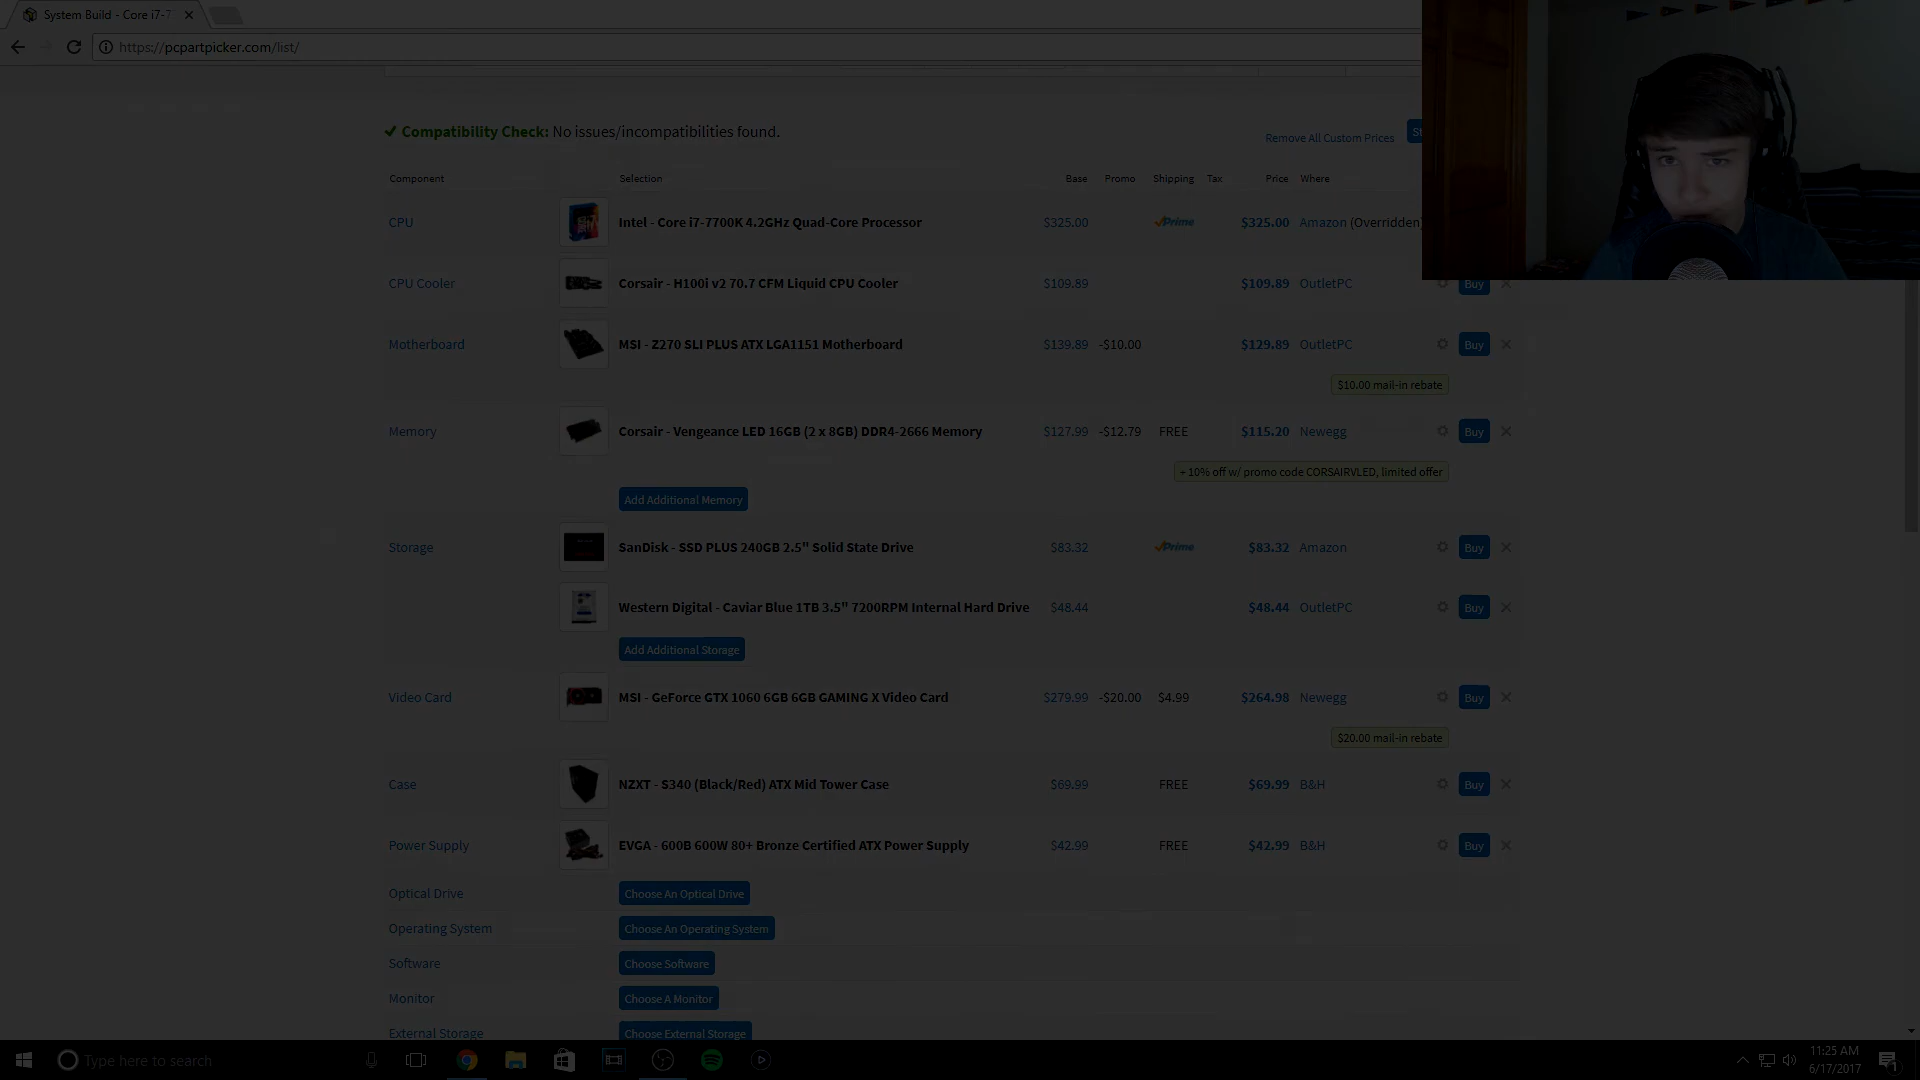 System Build - Core i7-7
https://pcpartpicker.com/list/
Compatibility Check: No issues/incompatibilities found.
Remove All Custom Prices
St
Component Selection Base Promo Shipping Tax Price Where
CPU Intel - Core i7-7700K 4.2GHz Quad-Core Processor $325.00 Prime $325.00 Amazon (Overridden)
CPU Cooler Corsair - H100i v2 70.7 CFM Liquid CPU Cooler $109.89 $109.89 OutletPC Buy
Motherboard MSI - Z270 SLI PLUS ATX LGA1151 Motherboard $139.89 -$10.00 $129.89 OutletPC Buy
$10.00 mail-in rebate
Memory Corsair - Vengeance LED 16GB (2 x 8GB) DDR4-2666 Memory $127.99 -$12.79 FREE $115.20 Newegg Buy
+ 10% off w/ promo code CORSAIRVLED, limited offer
Add Additional Memory
Storage SanDisk - SSD PLUS 240GB 2.5" Solid State Drive $83.32 Prime $83.32 Amazon Buy
Western Digital - Caviar Blue 1TB 3.5" 7200RPM Internal Hard Drive $48.44 $48.44 OutletPC Buy
Add Additional Storage
Video Card MSI - GeForce GTX 1060 6GB 6GB GAMING X Video Card $279.99 -$20.00 $4.99 $264.98 Newegg Buy
$20.00 mail-in rebate
Case NZXT - S340 (Black/Red) ATX Mid Tower Case $69.99 FREE $69.99 B&H Buy
Power Supply EVGA - 600B 600W 80+ Bronze Certified ATX Power Supply $42.99 FREE $42.99 B&H Buy
Optical Drive Choose An Optical Drive
Operating System Choose An Operating System
Software Choose Software
Monitor Choose A Monitor
External Storage Choose External Storage
Type here to search
11:25 AM
6/17/2017
1